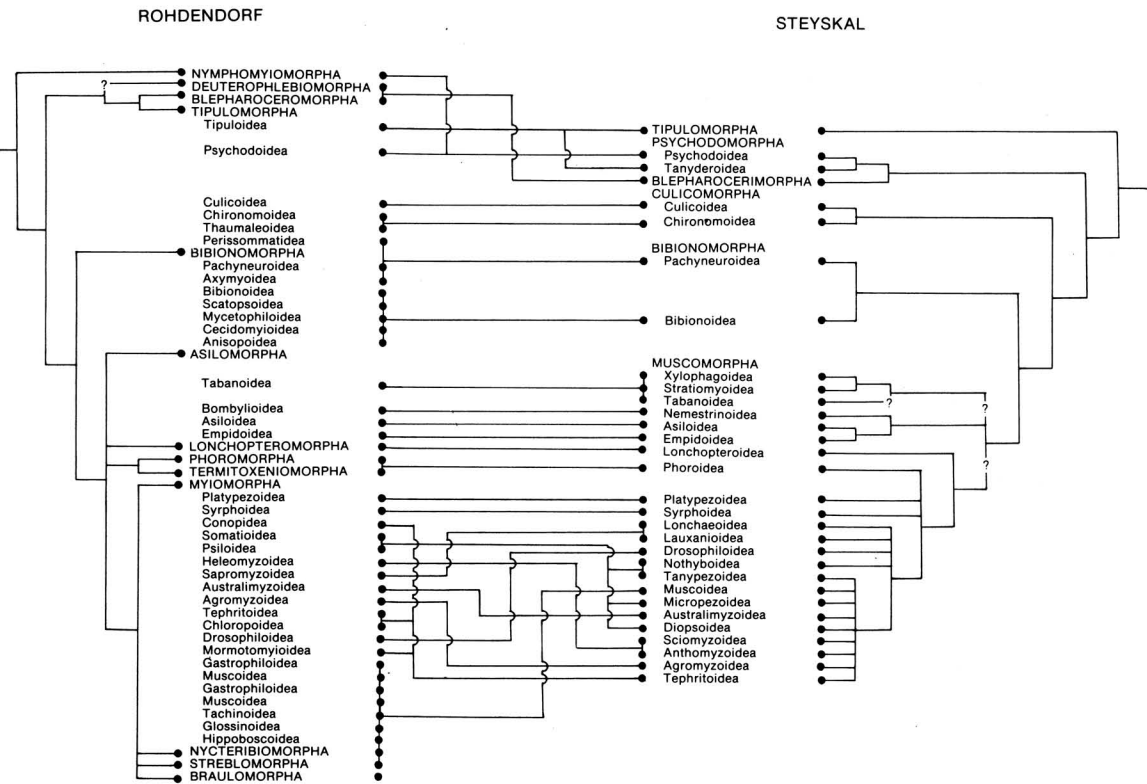 ROHDENDORF
NYMPHOMYIOMORPHA
?
DEUTEROPHLEBIOMORPHA
BLEPHAROCEROMORPHA
TIPULOMORPHA
Tipuloidea
Psychodoidea
Culicoidea
Chironomoidea
Thaumaleoidea
Perissommatidea
BIBIONOMORPHA
Pachyneuroidea
Axymyoidea
Bibionoidea
Scatopsoidea
Mycetophiloidea
Cecidomyioidea
Anisopoidea
ASILOMORPHA
Tabanoidea
Bombylioidea
Asiloidea
Empidoidea
LONCHOPTEROMORPHA
PHOROMORPHA
TERMITOXENIOMORPHA
MYIOMORPHA
Platypezoidea
Syrphoidea
Conopidea
Somatioidea
Psiloidea
Heleomyzoidea
Sapromyzoidea
Australimyzoidea
Agromyzoidea
Tephritoidea
Chloropoidea
Drosophiloidea
Mormotomyioidea
Gastrophiloidea
Muscoidea
Gastrophiloidea
Muscoidea
Tachinoidea
Glossinoidea
Hippoboscoidea
NYCTERIBIOMORPHA
STREBLOMORPHA
BRAULOMORPHA
STEYSKAL
TIPULOMORPHA
PSYCHODOMORPHA
Psychodoidea
Tanyderoidea
BLEPHAROCERIMORPHA
CULICOMORPHA
Culicoidea
Chironomoidea
BIBIONOMORPHA
Pachyneuroidea
Bibionoidea
MUSCOMORPHA
Xylophagoidea
Stratiomyoidea
Tabanoidea
?
?
Nemestrinoidea
Asiloidea
Empidoidea
Lonchopteroidea
?
Phoroidea
Platypezoidea
Syrphoidea
Lonchaeoidea
Lauxanioidea
Drosophiloidea
Nothyboidea
Tanypezoidea
Muscoidea
Micropezoidea
Australimyzoidea
Diopsoidea
Sciomyzoidea
Anthomyzoidea
Agromyzoidea
Tephritoidea